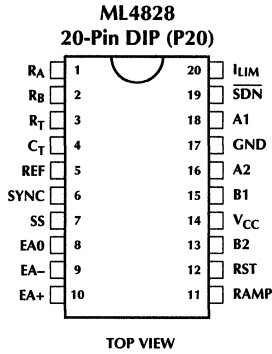 ML4828
20-Pin DIP (P20)
RA 1 20 ILIM
RB 2 19 SDN
RT 3 18 A1
CT 4 17 GND
REF 5 16 A2
SYNC 6 15 B1
SS 7 14 VCC
EA0 8 13 B2
EA– 9 12 RST
EA+ 10 11 RAMP
TOP VIEW